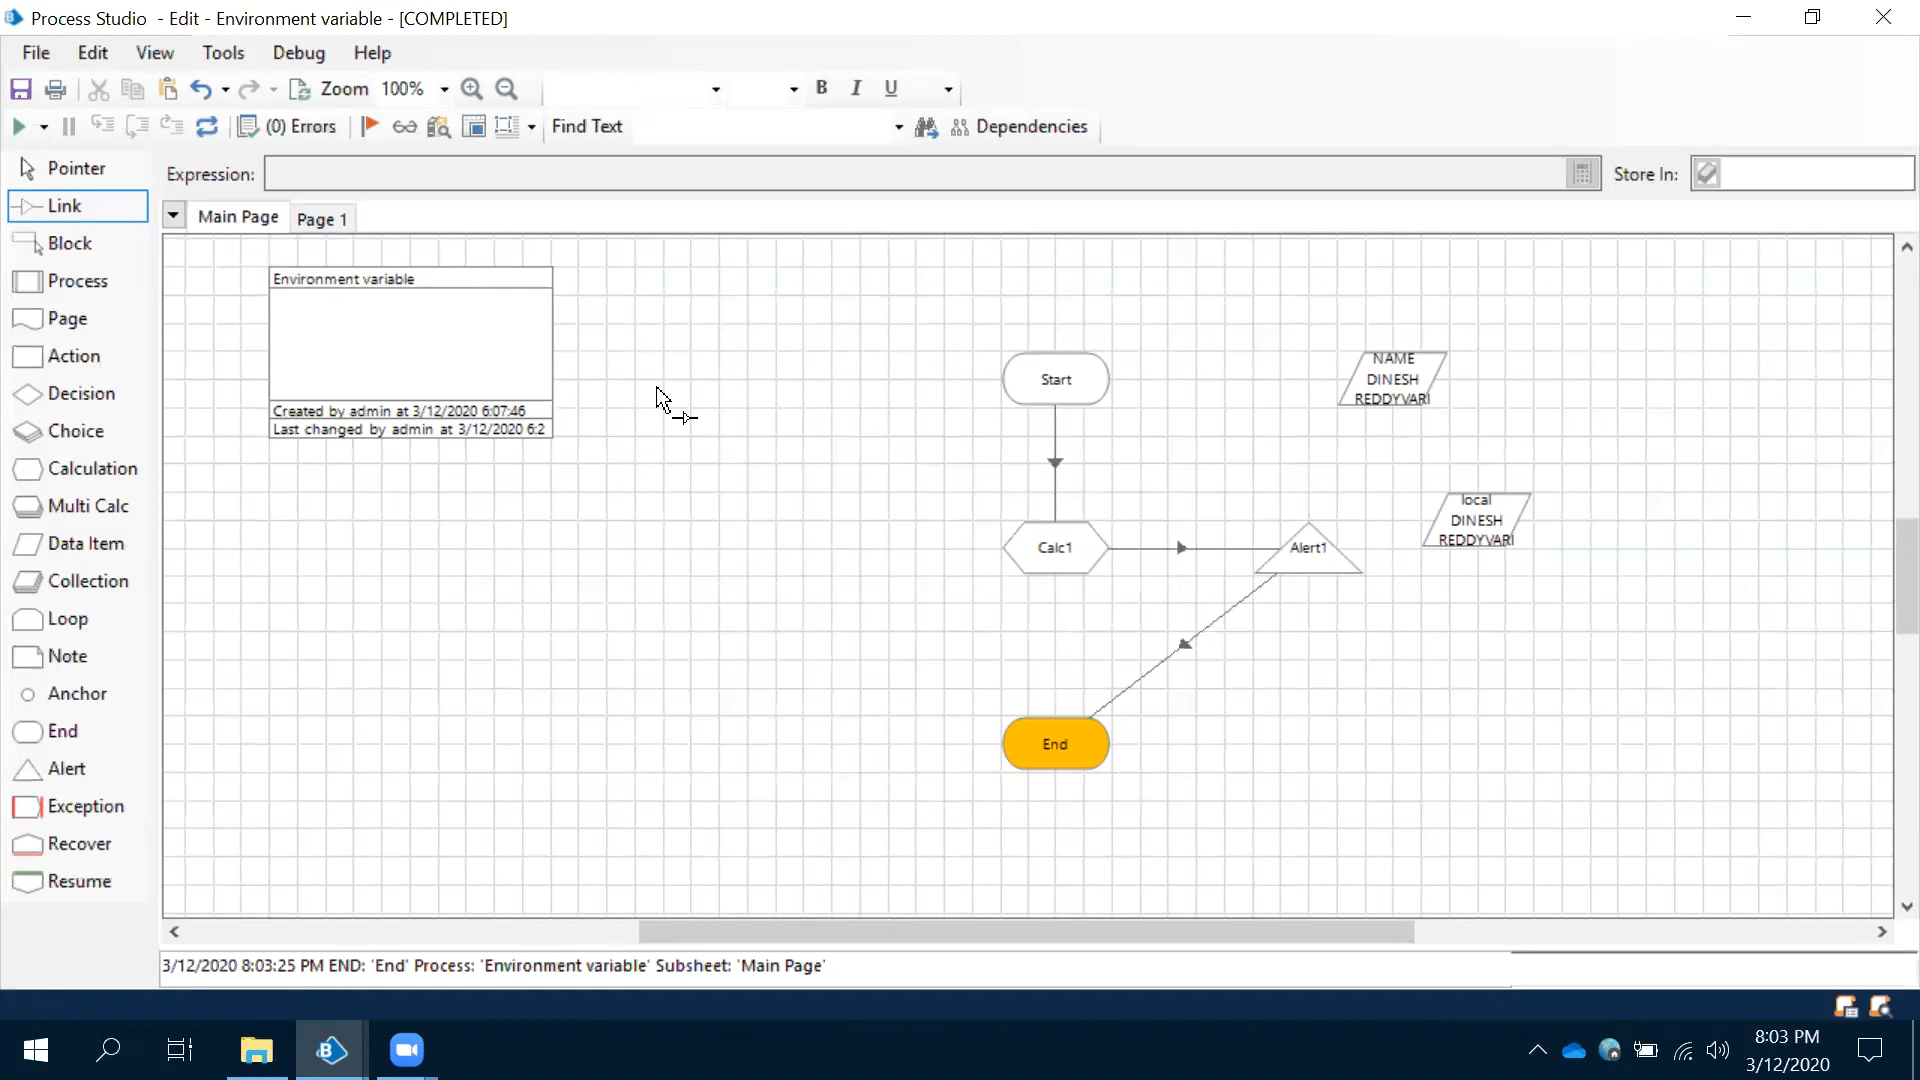 Process Studio - Edit - Environment variable - [COMPLETED]
File Edit View Tools Debug Help
Zoom 100% B I U
(0) Errors Find Text Dependencies
Pointer
Expression: Store In:
Link
Main Page Page 1
Block
Process
Page
Action
Decision
Choice
Calculation
Multi Calc
Data Item
Collection
Loop
Note
Anchor
End
Alert
Exception
Recover
Resume
Environment variable
Created by admin at 3/12/2020 6:07:46
Last changed by admin at 3/12/2020 6:2
Start
NAME
DINESH
REDDYVARI
local
DINESH
REDDYVARI
Calc1
Alert1
End
3/12/2020 8:03:25 PM END: 'End' Process: 'Environment variable' Subsheet: 'Main Page'
8:03 PM
3/12/2020